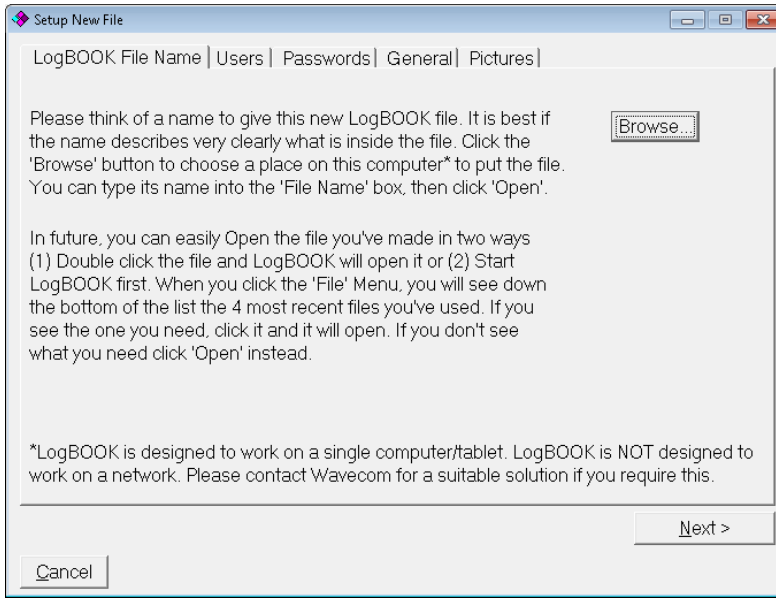 Setup New File
LogBOOK File Name Users Passwords General Pictures
Please think of a name to give this new LogBOOK file. It is best if
the name describes very clearly what is inside the file. Click the
'Browse' button to choose a place on this computer* to put the file.
You can type its name into the 'File Name' box, then click 'Open'.
Browse...
In future, you can easily Open the file you've made in two ways
(1) Double click the file and LogBOOK will open it or (2) Start
LogBOOK first. When you click the 'File' Menu, you will see down
the bottom of the list the 4 most recent files you've used. If you
see the one you need, click it and it will open. If you don't see
what you need click 'Open' instead.
*LogBOOK is designed to work on a single computer/tablet. LogBOOK is NOT designed to
work on a network. Please contact Wavecom for a suitable solution if you require this.
Next >
Cancel